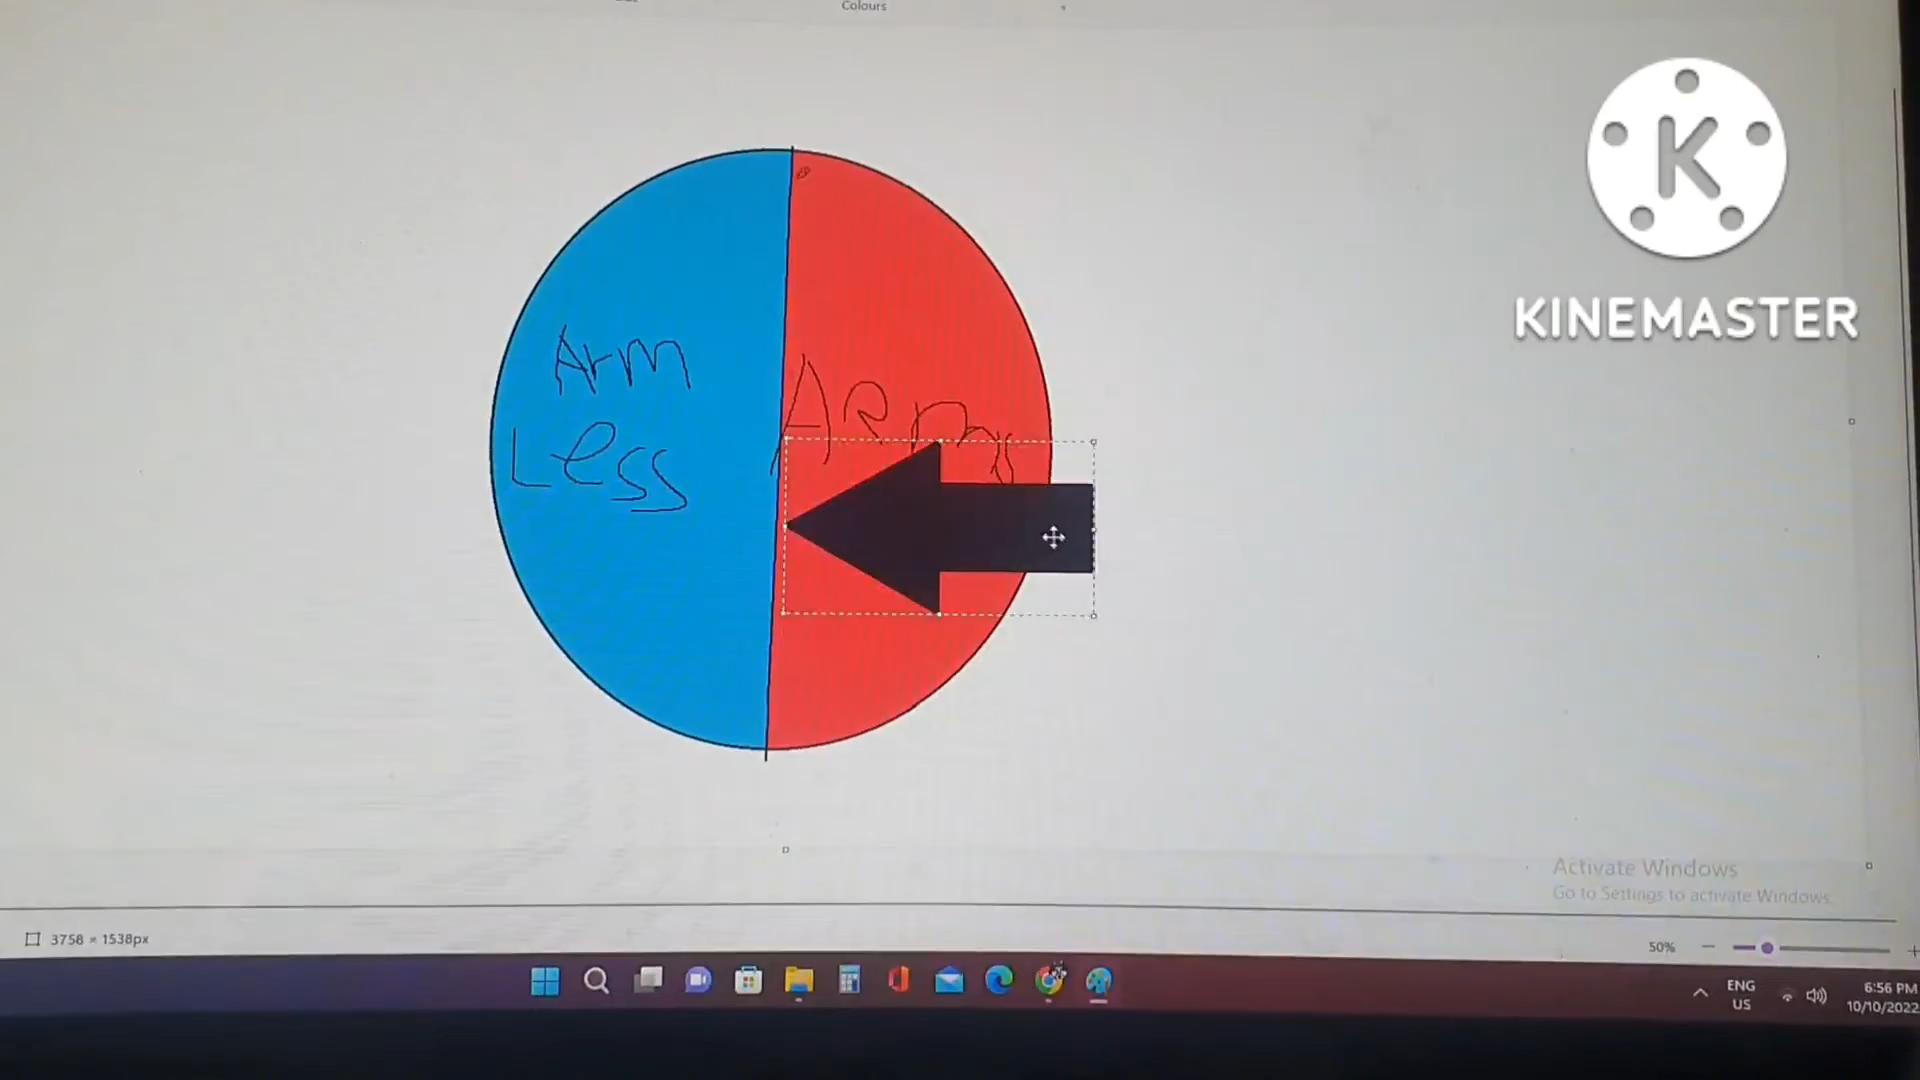 Colours
K
KINEMASTER
Arm
Less
ARmy
Activate Windows
Go to Settings to activate Windows.
3758 × 1538px
50%
ENG
US
6:56 PM
10/10/2022